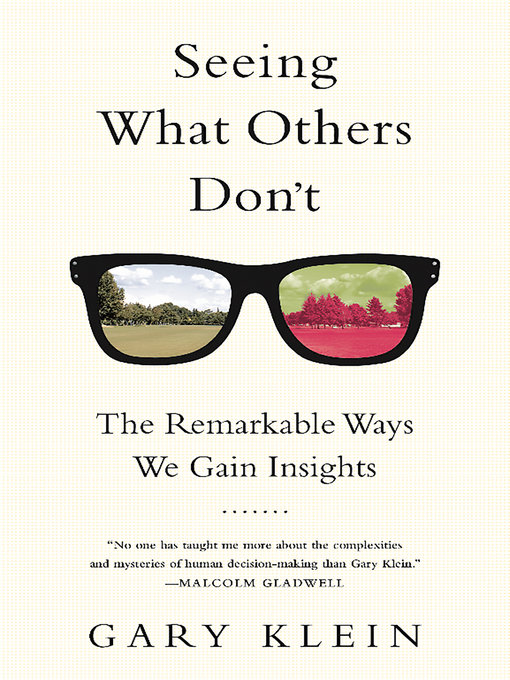 Seeing
What Others
Don't
The Remarkable Ways
We Gain Insights
.......
“No one has taught me more about the complexities
and mysteries of human decision-making than Gary Klein.”
—MALCOLM GLADWELL
GARY KLEIN